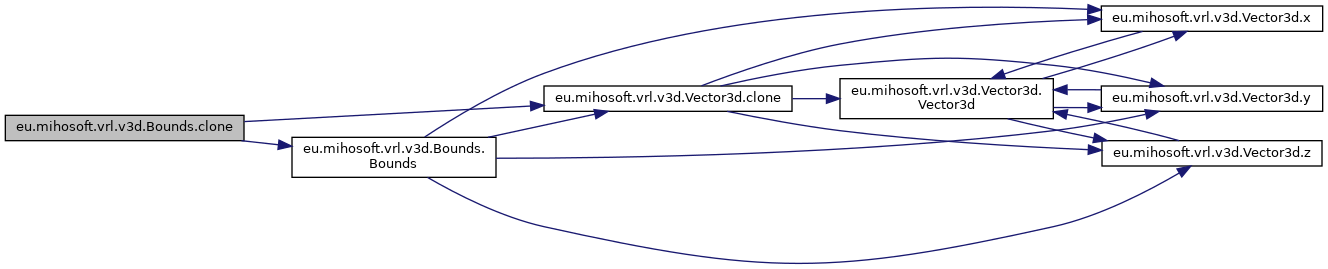 eu.mihosoft.vrl.v3d.Bounds.clone
eu.mihosoft.vrl.v3d.Bounds.
Bounds
eu.mihosoft.vrl.v3d.Vector3d.clone
eu.mihosoft.vrl.v3d.Vector3d.
Vector3d
eu.mihosoft.vrl.v3d.Vector3d.x
eu.mihosoft.vrl.v3d.Vector3d.y
eu.mihosoft.vrl.v3d.Vector3d.z